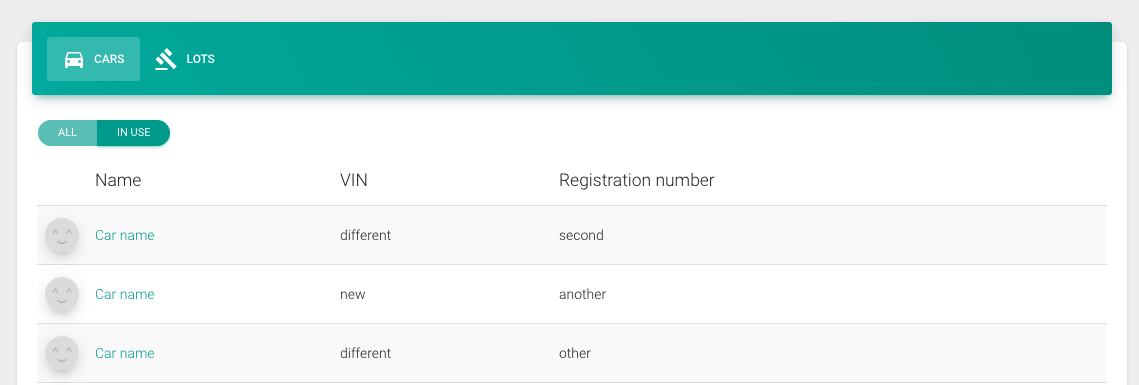 CARS LOTS
ALL IN USE
Name VIN Registration number
Car name different second
Car name new another
Car name different other